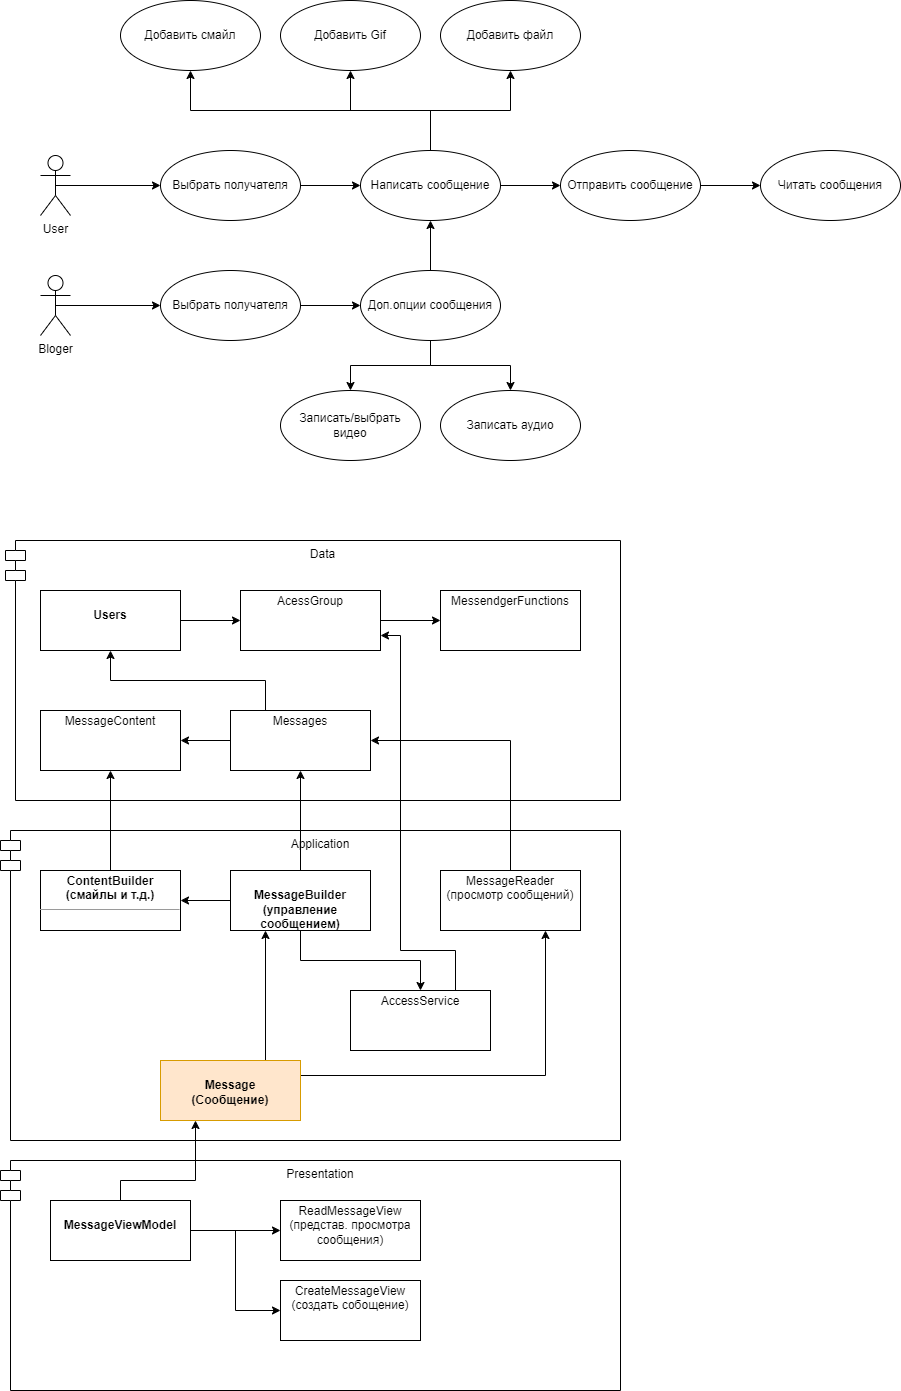 Добавить смайл
Добавить Gif
Добавить файл
User
Выбрать получателя
Написать сообщение
Отправить сообщение
Читать сообщения
Bloger
Выбрать получателя
Доп.опции сообщения
Записать/выбрать
видео
Записать аудио
Data
Users
AcessGroup
MessendgerFunctions
MessageContent
Messages
Application
ContentBuilder
(смайлы и т.д.)
MessageBuilder
(управление
сообщением)
MessageReader
(просмотр сообщений)
AccessService
Message
(Сообщение)
Presentation
MessageViewModel
ReadMessageView
(представ. просмотра
сообщения)
CreateMessageView
(создать собощение)